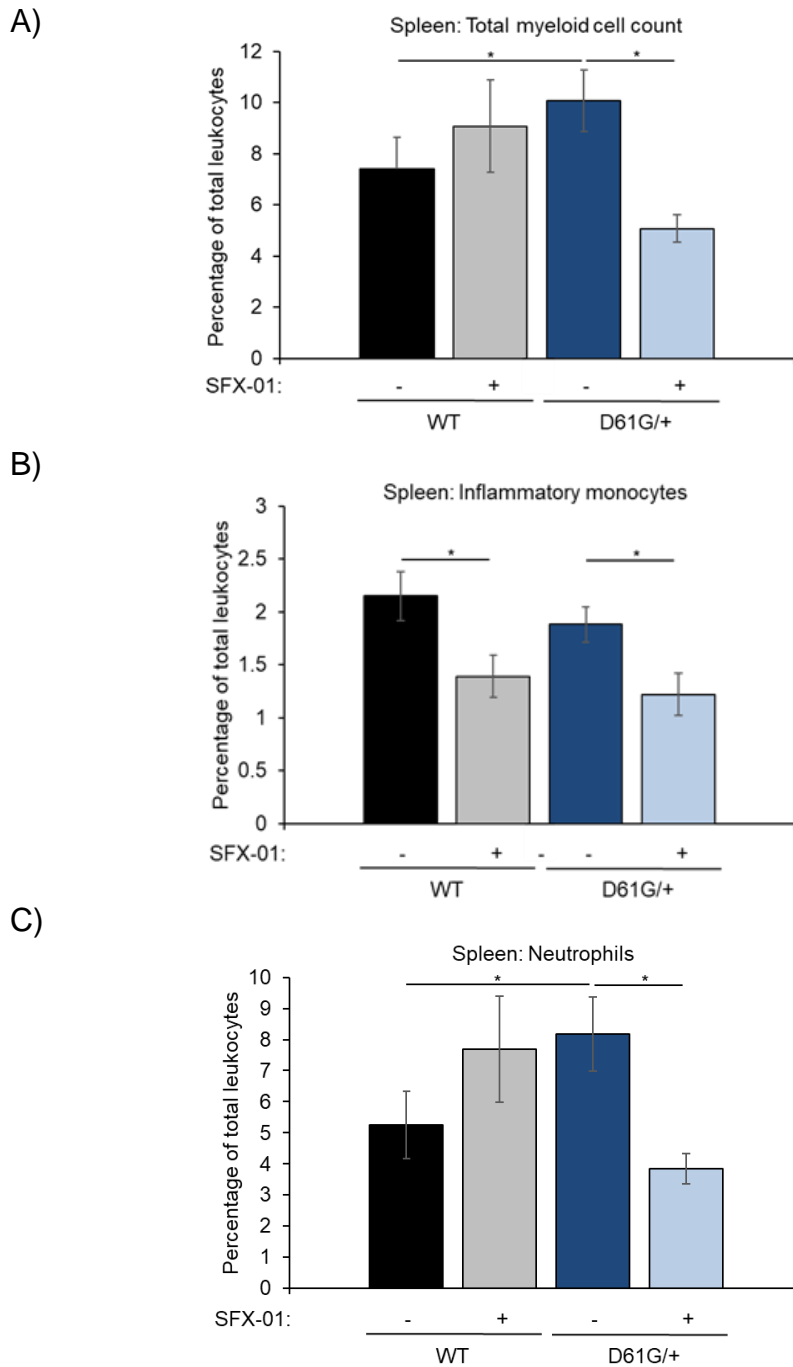 A)
Spleen: Total myeloid cell count
Percentage of total leukocytes
12
10
8
6
4
2
0
* *
SFX-01: - + - +
WT D61G/+
B)
Spleen: Inflammatory monocytes
Percentage of total leukocytes
3
2.5
2
1.5
1
0.5
0
* *
SFX-01: - + - - +
WT D61G/+
C)
Spleen: Neutrophils
Percentage of total leukocytes
10
9
8
7
6
5
4
3
2
1
0
* *
SFX-01: - + - +
WT D61G/+